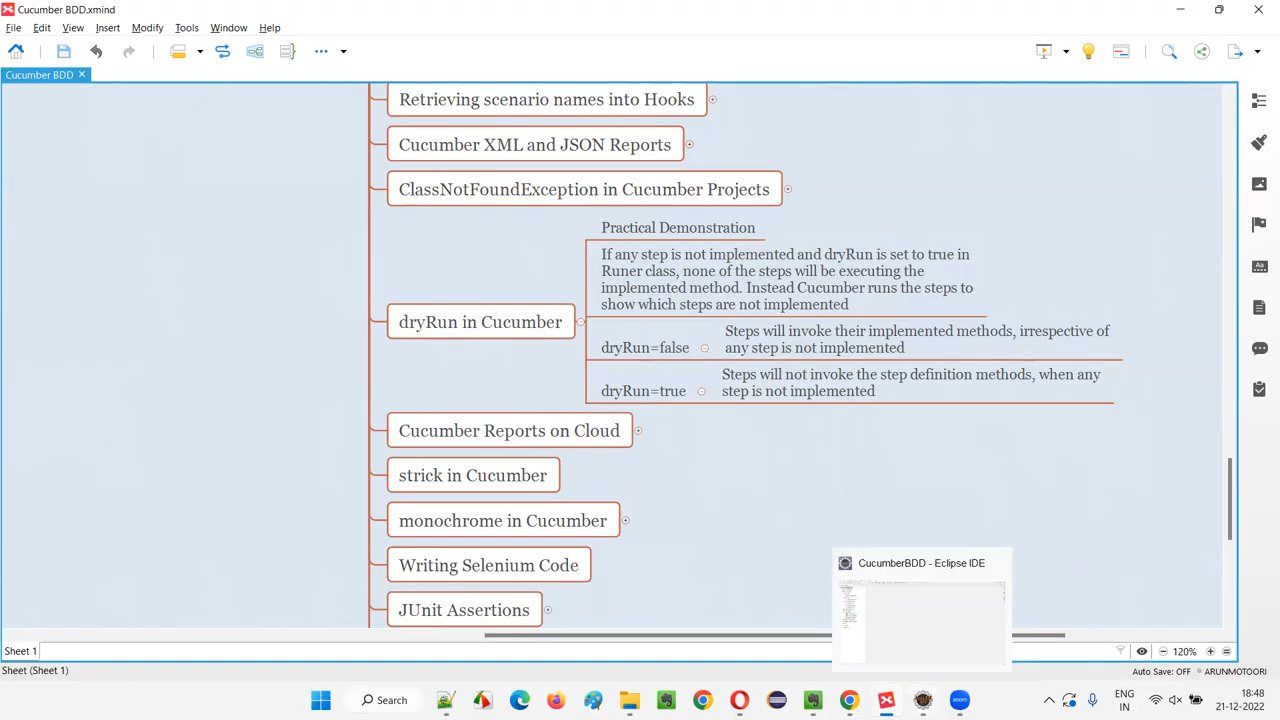 Cucumber BDD.xmind
File Edit View Insert Modify Tools Window Help
Cucumber BDD
Retrieving scenario names into Hooks
Cucumber XML and JSON Reports
ClassNotFoundException in Cucumber Projects
Practical Demonstration
If any step is not implemented and dryRun is set to true in
Runer class, none of the steps will be executing the
implemented method. Instead Cucumber runs the steps to
show which steps are not implemented
dryRun in Cucumber
Steps will invoke their implemented methods, irrespective of
dryRun=false any step is not implemented
Steps will not invoke the step definition methods, when any
dryRun=true step is not implemented
Cucumber Reports on Cloud
strick in Cucumber
monochrome in Cucumber
Writing Selenium Code
JUnit Assertions
CucumberBDD - Eclipse IDE
Sheet 1
120%
Sheet (Sheet 1)
Auto Save: OFF ARUNMOTOORI
Search
ENG
IN
18:48
21-12-2022